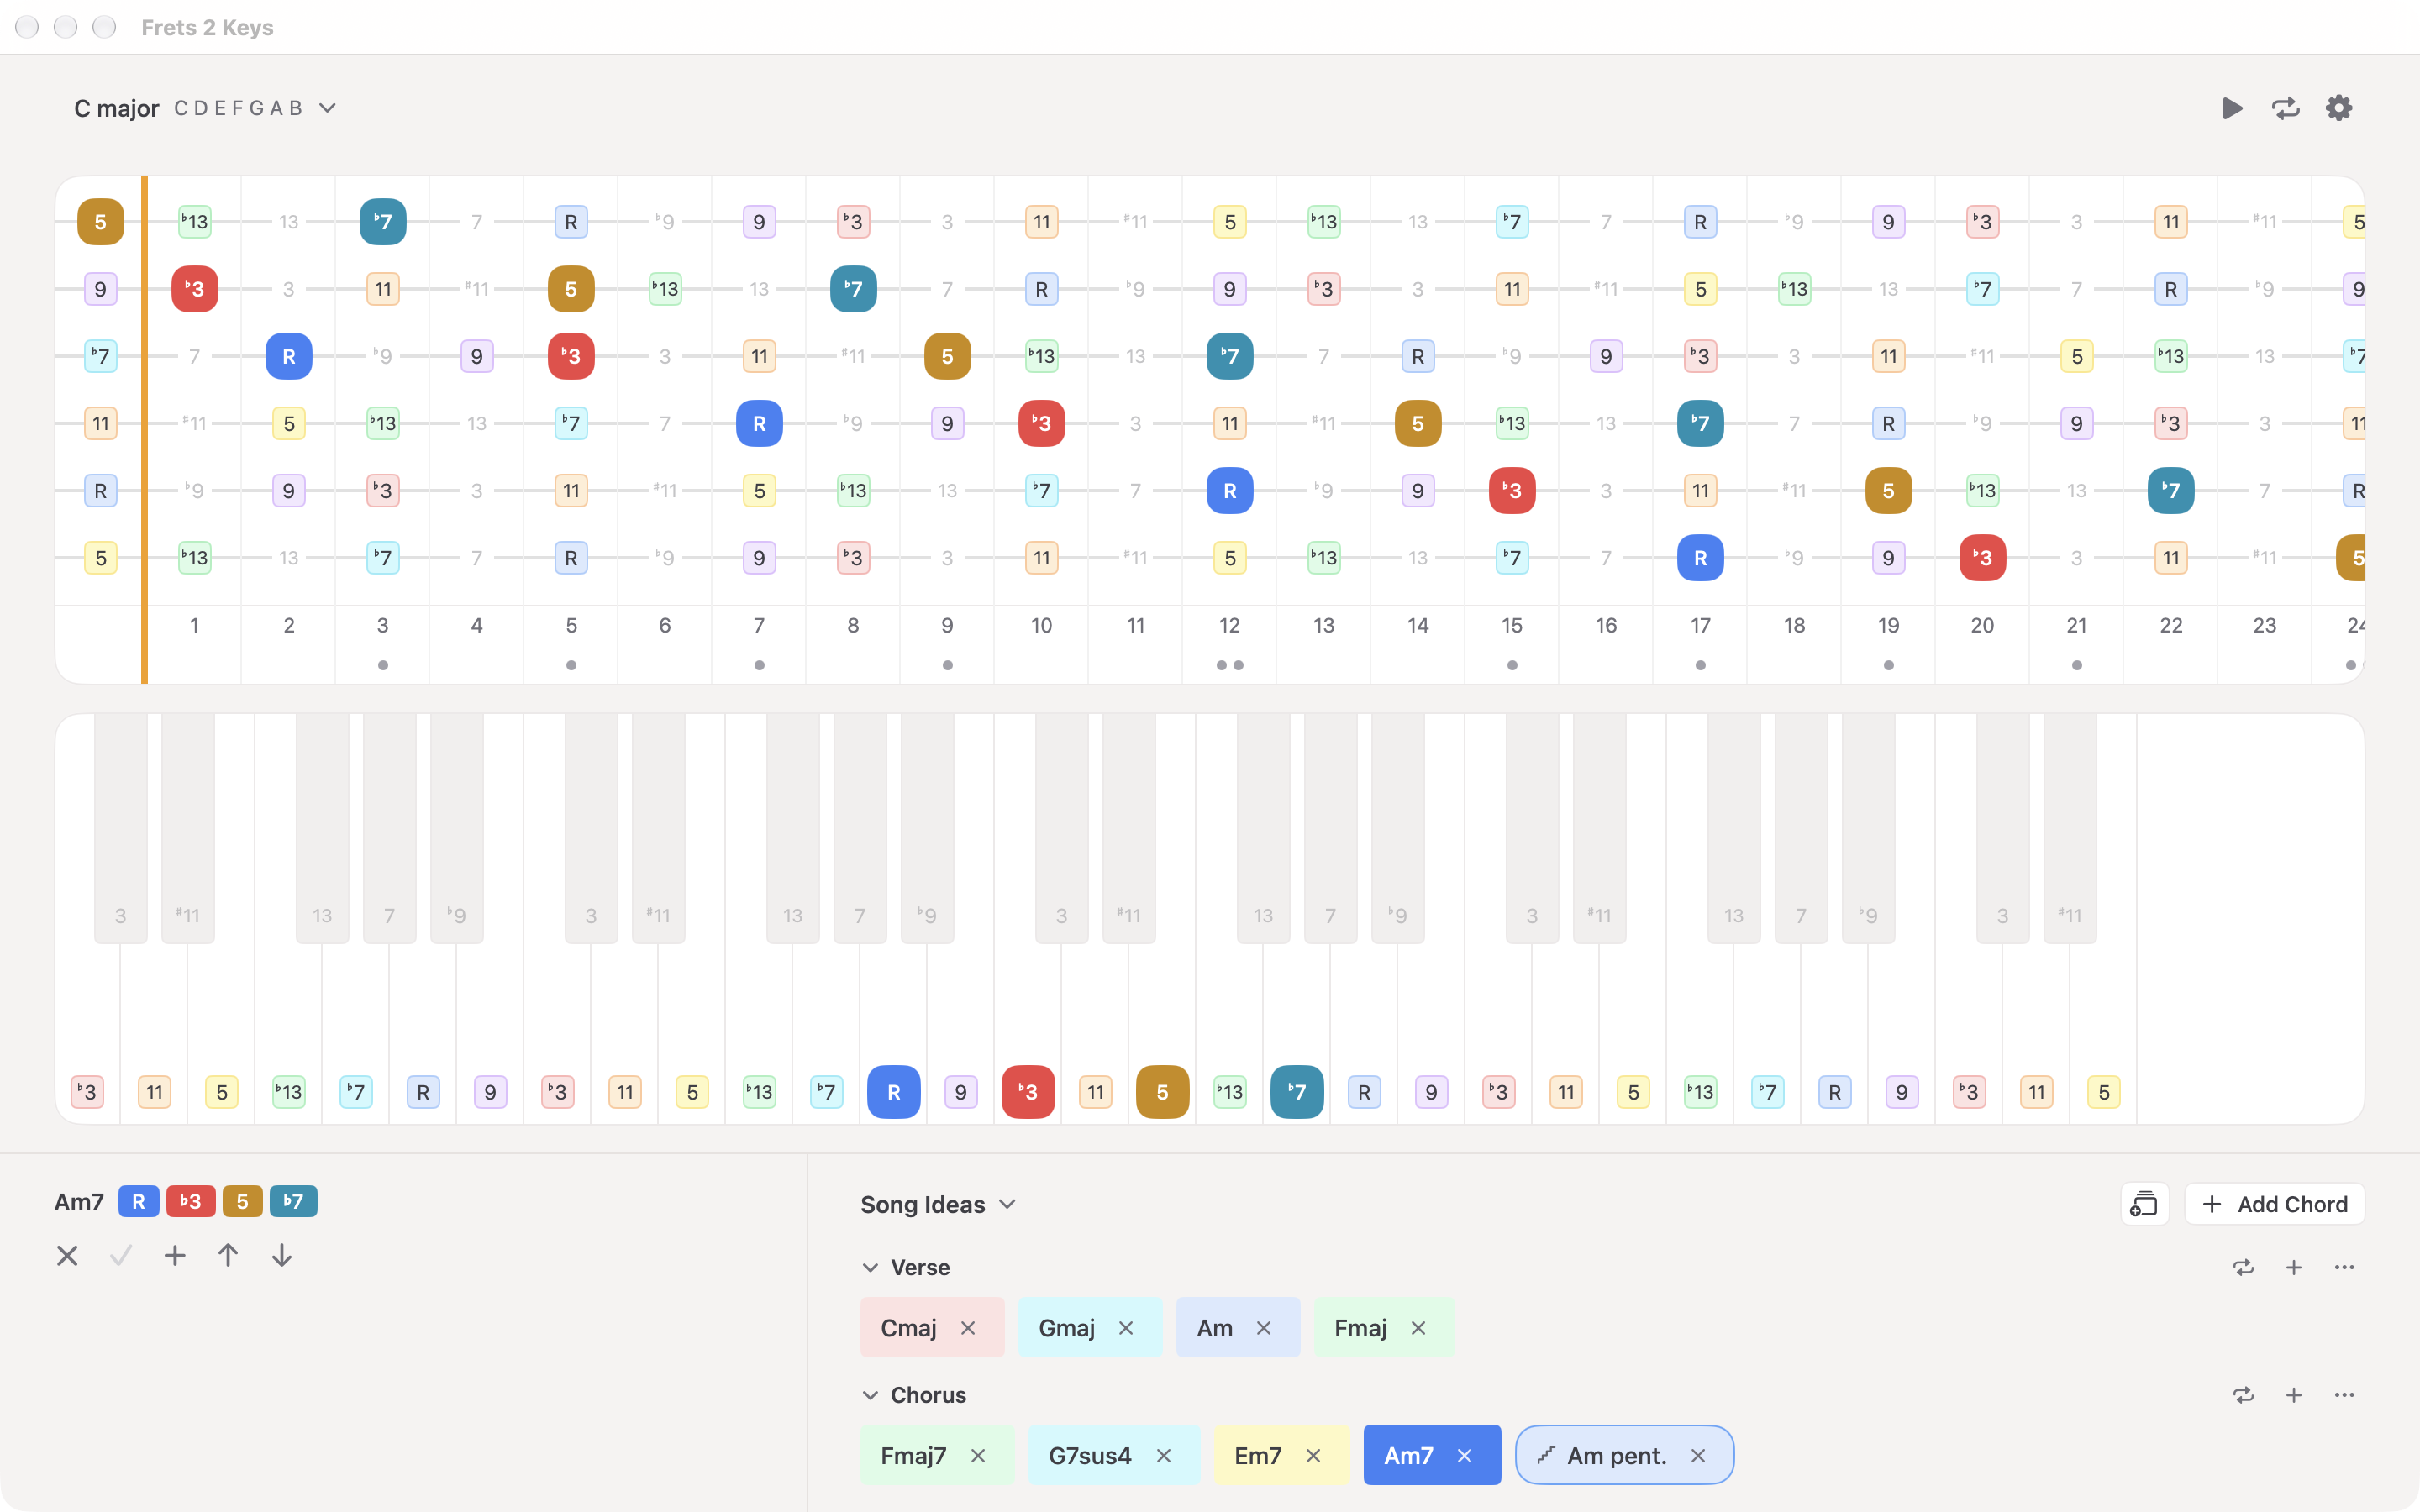 Frets 2 Keys
C major C D E F G A B
5 ♭13 13 ♭7 7 R ♭9 9 ♭3 3 11 ♯11 5 ♭13 13 ♭7 7 R ♭9 9 ♭3 3 11 ♯11 5
9 ♭3 3 11 ♯11 5 ♭13 13 ♭7 7 R ♭9 9 ♭3 3 11 ♯11 5 ♭13 13 ♭7 7 R ♭9 9
♭7 7 R ♭9 9 ♭3 3 11 ♯11 5 ♭13 13 ♭7 7 R ♭9 9 ♭3 3 11 ♯11 5 ♭13 13 ♭7
11 ♯11 5 ♭13 13 ♭7 7 R ♭9 9 ♭3 3 11 ♯11 5 ♭13 13 ♭7 7 R ♭9 9 ♭3 3 11
R ♭9 9 ♭3 3 11 ♯11 5 ♭13 13 ♭7 7 R ♭9 9 ♭3 3 11 ♯11 5 ♭13 13 ♭7 7 R
5 ♭13 13 ♭7 7 R ♭9 9 ♭3 3 11 ♯11 5 ♭13 13 ♭7 7 R ♭9 9 ♭3 3 11 ♯11 5
1 2 3 4 5 6 7 8 9 10 11 12 13 14 15 16 17 18 19 20 21 22 23 24
3 ♯11 13 7 ♭9 3 ♯11 13 7 ♭9 3 ♯11 13 7 ♭9 3 ♯11 13 7 ♭9 3 ♯11
♭3 11 5 ♭13 ♭7 R 9 ♭3 11 5 ♭13 ♭7 R 9 ♭3 11 5 ♭13 ♭7 R 9 ♭3 11 5 ♭13 ♭7 R 9 ♭3 11 5
Am7 R ♭3 5 ♭7
Song Ideas
Add Chord
Verse
Cmaj Gmaj Am Fmaj
Chorus
Fmaj7 G7sus4 Em7 Am7 Am pent.